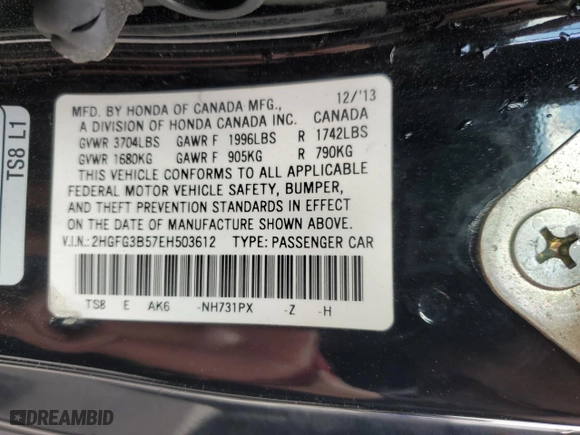 MFD. BY HONDA OF CANADA MFG., 12/'13
A DIVISION OF HONDA CANADA INC. CANADA
GVWR 3704LBS GAWR F 1996LBS R 1742LBS
GVWR 1680KG GAWR F 905KG R 790KG
THIS VEHICLE CONFORMS TO ALL APPLICABLE
FEDERAL MOTOR VEHICLE SAFETY, BUMPER,
AND THEFT PREVENTION STANDARDS IN EFFECT
ON THE DATE OF MANUFACTURE SHOWN ABOVE.
V.I.N.: 2HGFG3B57EH503612 TYPE: PASSENGER CAR
TS8 E AK6 -NH731PX -Z -H
TS8 L1
DREAMBID